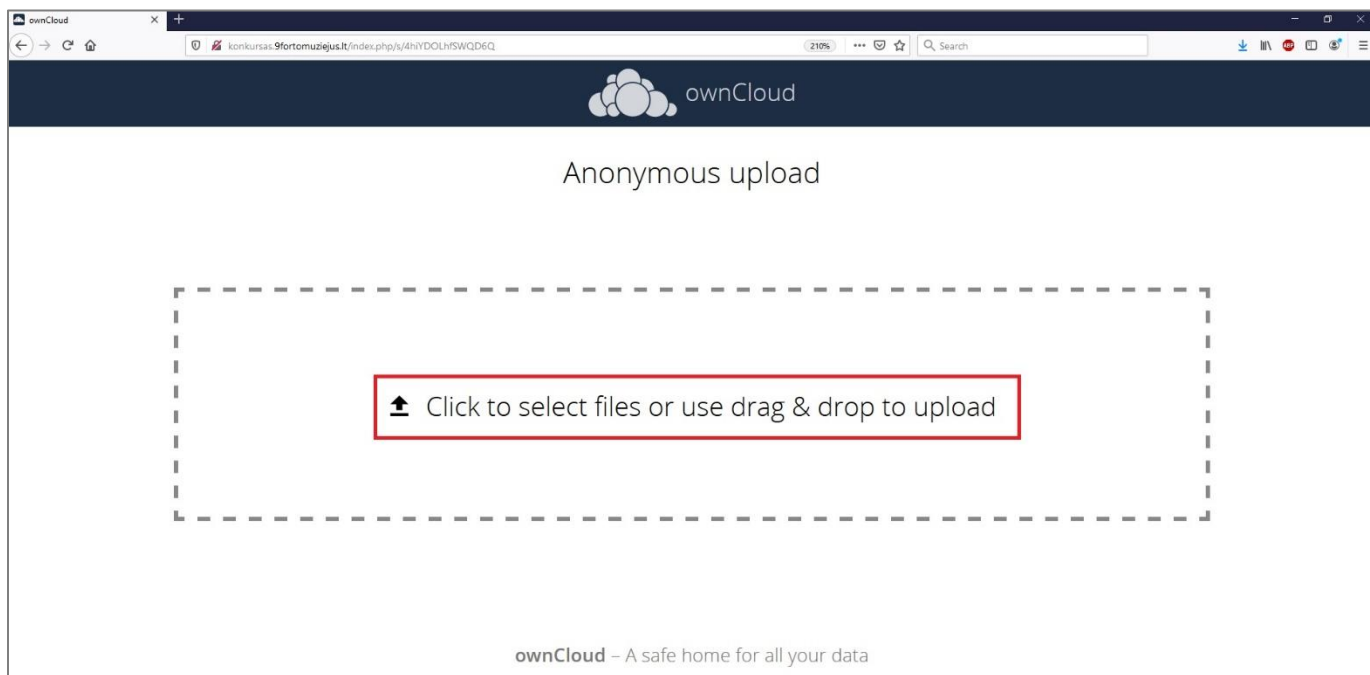 ownCloud
konkursas.9fortomuziejus.lt/index.php/s/4hiYDOLhfSWQD6Q
210%
Search
ownCloud
Anonymous upload
Click to select files or use drag & drop to upload
ownCloud – A safe home for all your data